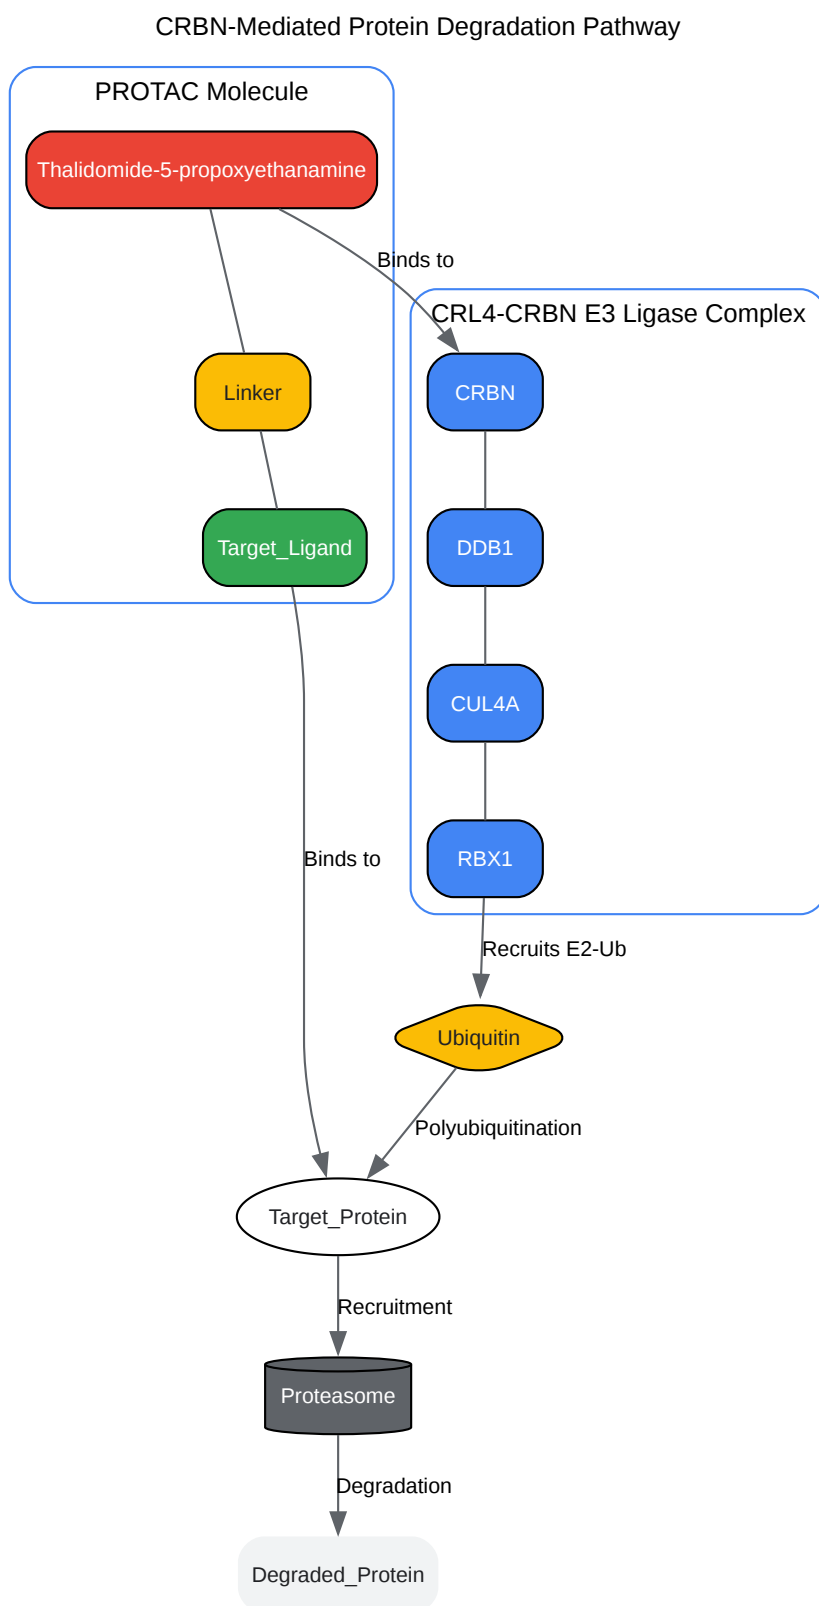 CRBN-Mediated Protein Degradation Pathway
PROTAC Molecule
Thalidomide-5-propoxyethanamine
Binds to
CRL4-CRBN E3 Ligase Complex
Linker
CRBN
Target_Ligand
DDB1
CUL4A
Binds to
RBX1
Recruits E2-Ub
Ubiquitin
Polyubiquitination
Target_Protein
Recruitment
Proteasome
Degradation
Degraded_Protein